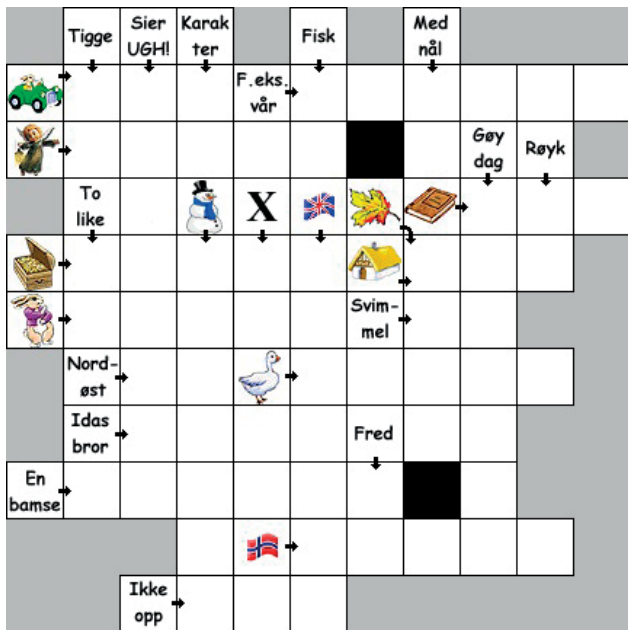 Tigge
Sier
UGH!
Karak
ter
Fisk
Med
nål
F.eks.
vår
Gøy
dag
Røyk
To
like
X
Svim-
mel
Nord-
øst
Idas
bror
Fred
En
bamse
Ikke
opp